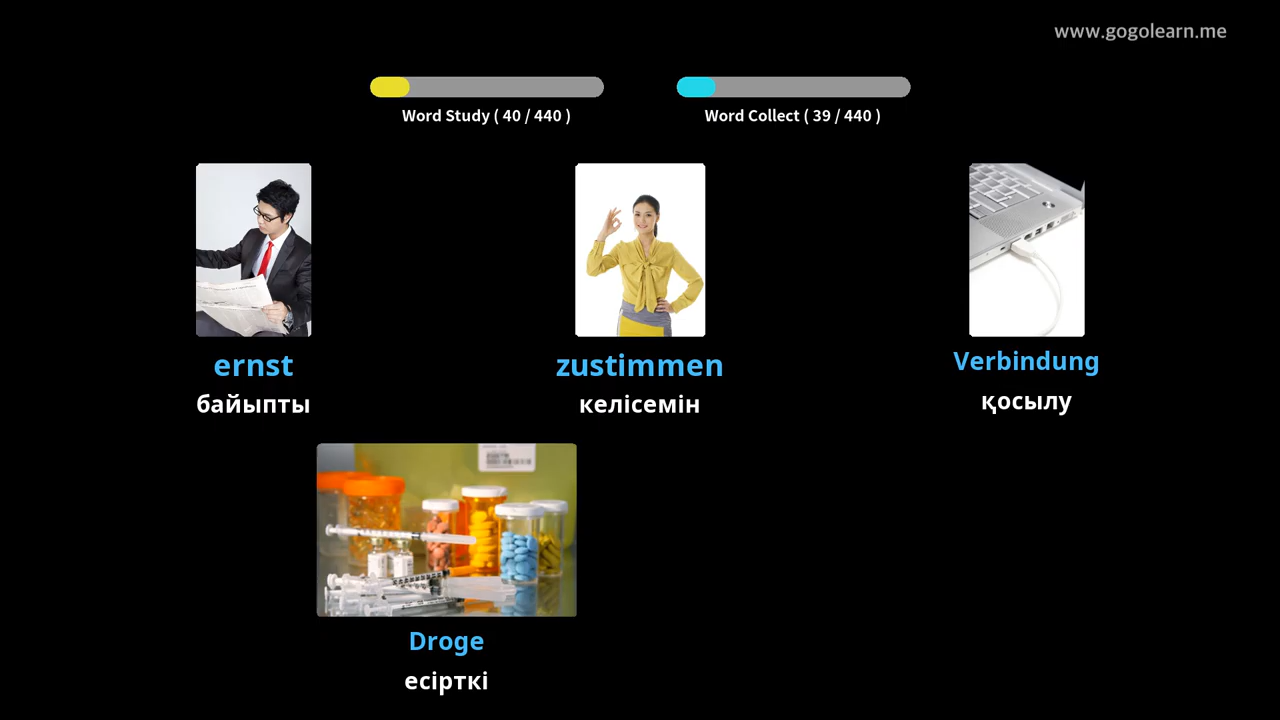 www.gogolearn.me
Word Study ( 40 / 440 )
Word Collect ( 39 / 440 )
ernst
байыпты
zustimmen
келісемін
Verbindung
қосылу
Droge
есірткі